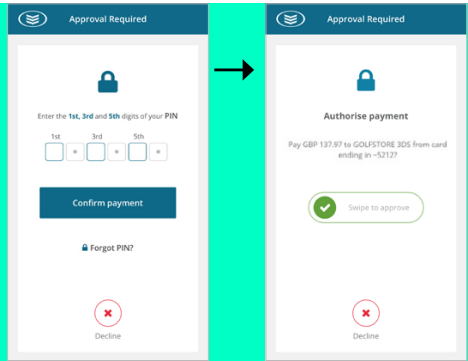 Approval Required
Enter the 1st, 3rd and 5th digits of your PIN
1st 3rd 5th
Confirm payment
Forgot PIN?
Decline
Approval Required
Authorise payment
Pay GBP 137.97 to GOLFSTORE 3DS from card
ending in ~5212?
Swipe to approve
Decline